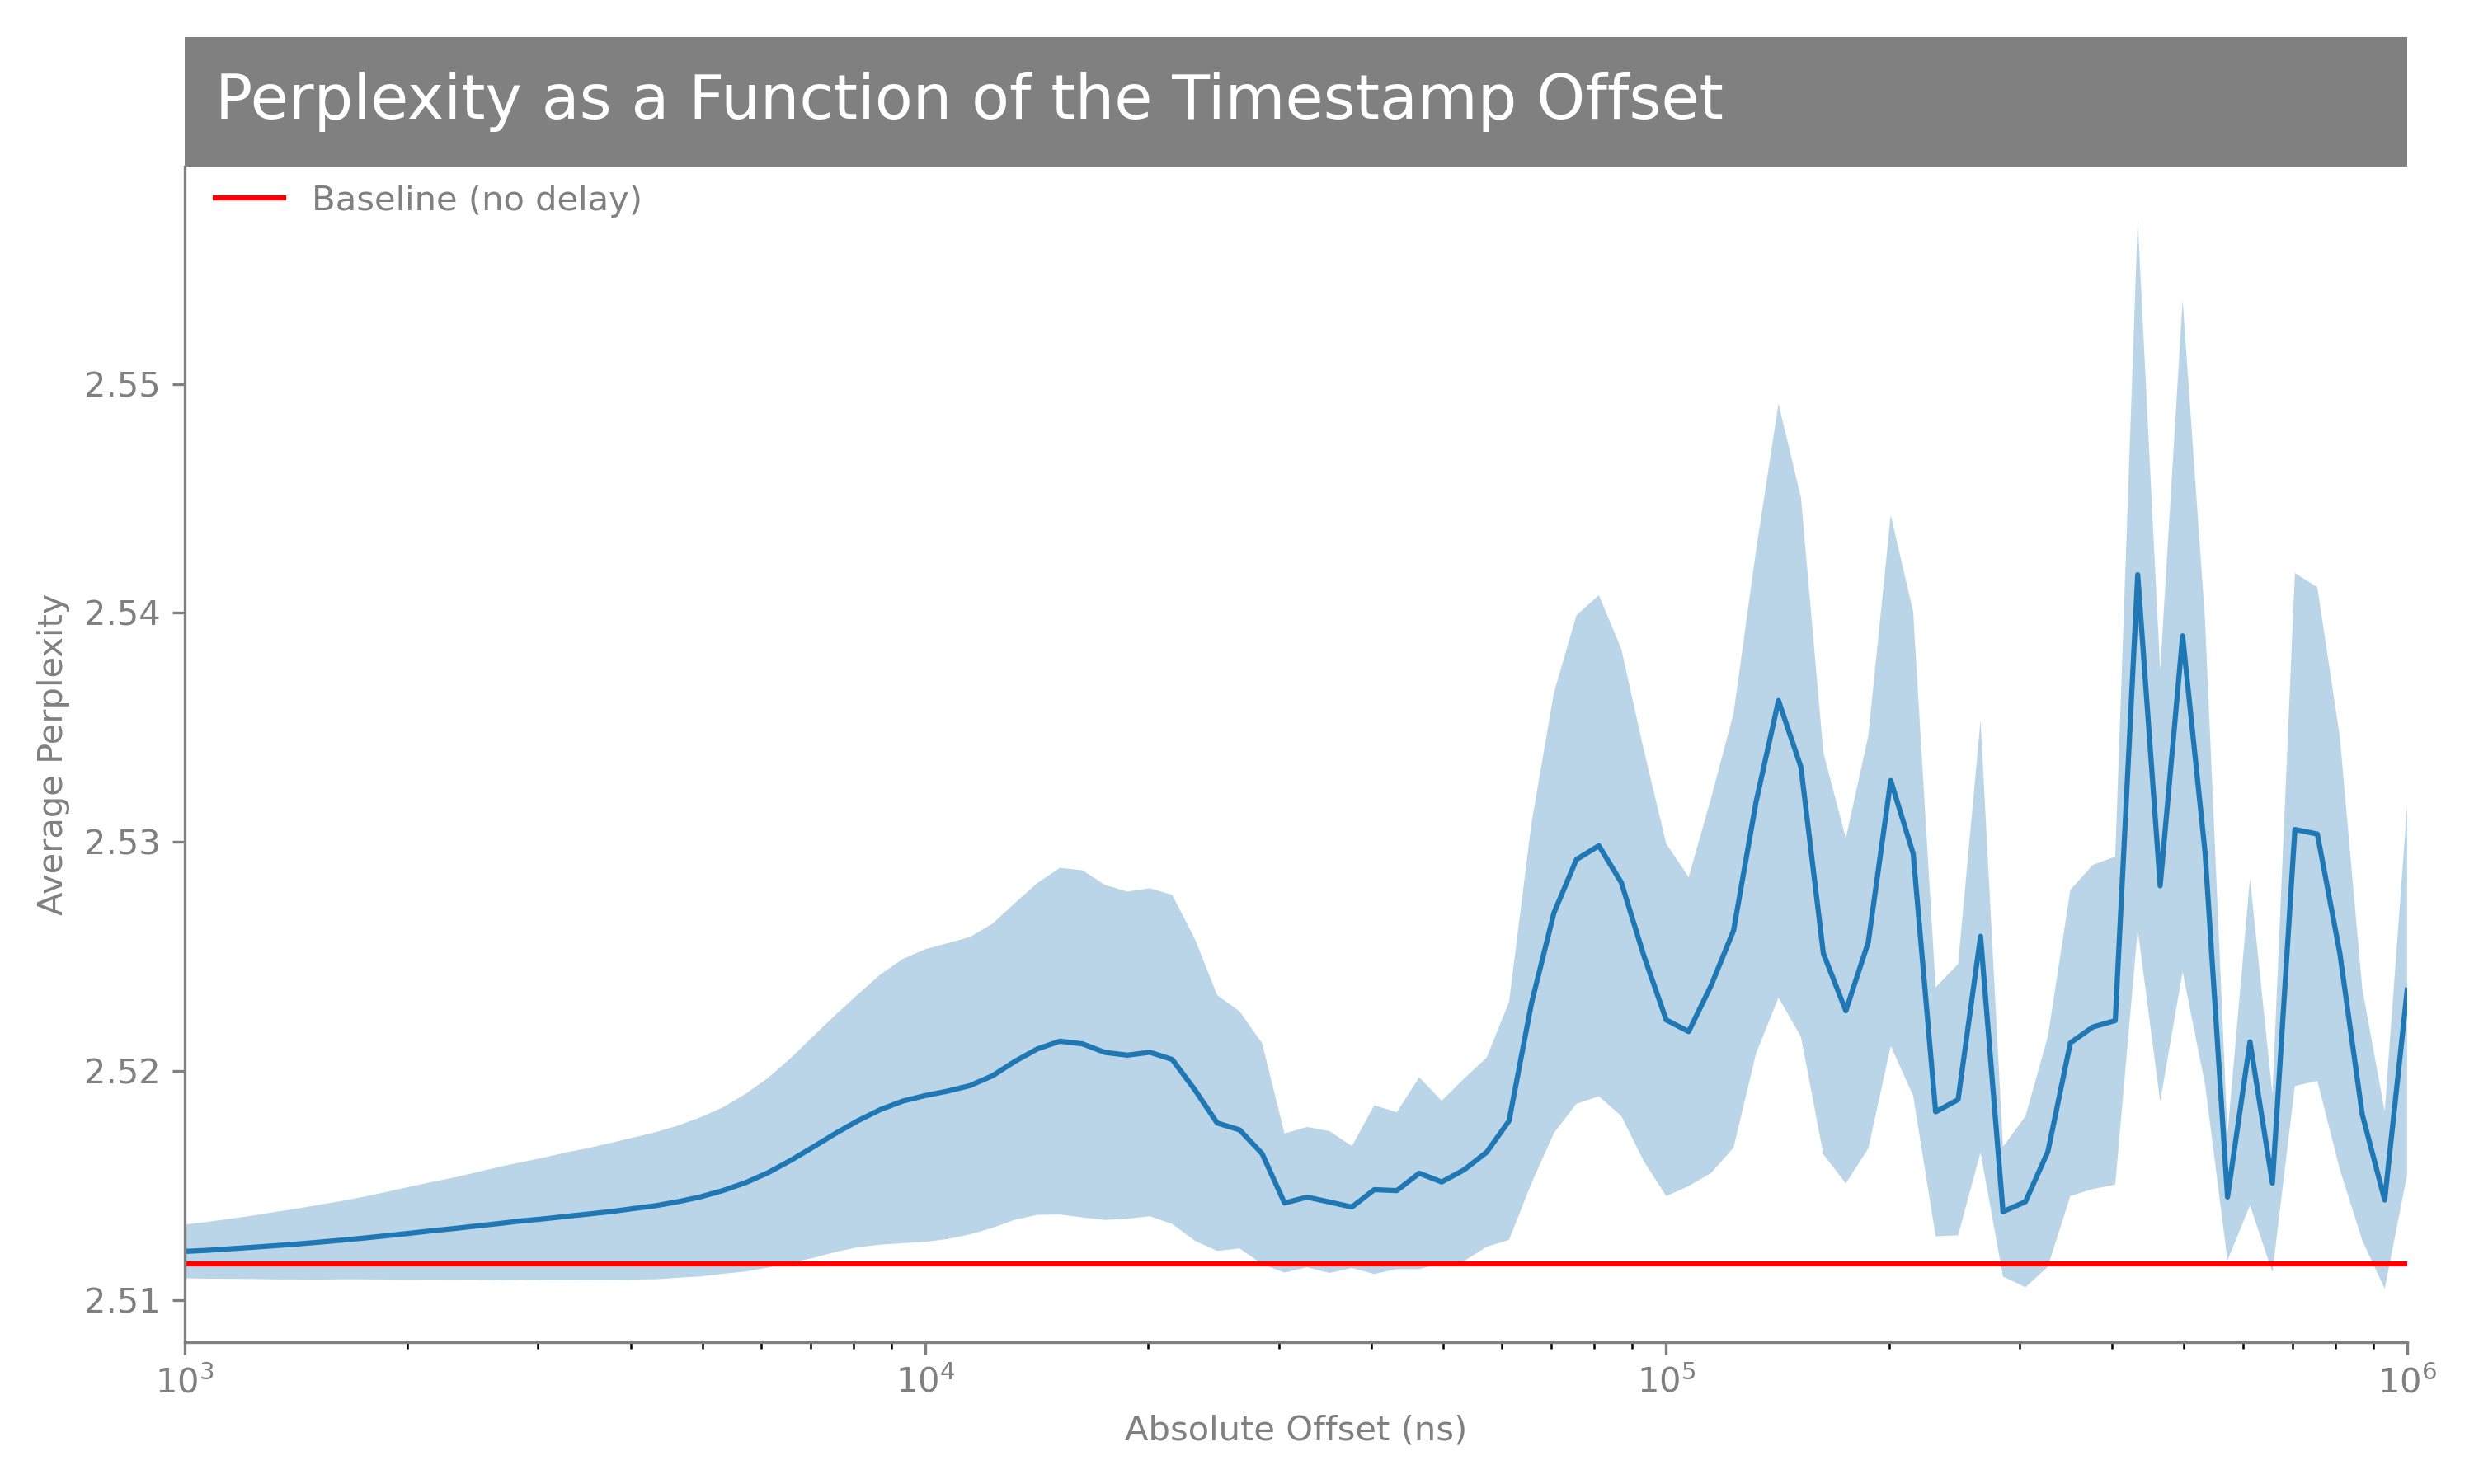 Perplexity as a Function of the Timestamp Offset
Baseline (no delay)
Average Perplexity
2.55
2.54
2.53
2.52
2.51
10³ 10⁴ 10⁵ 10⁶
Absolute Offset (ns)